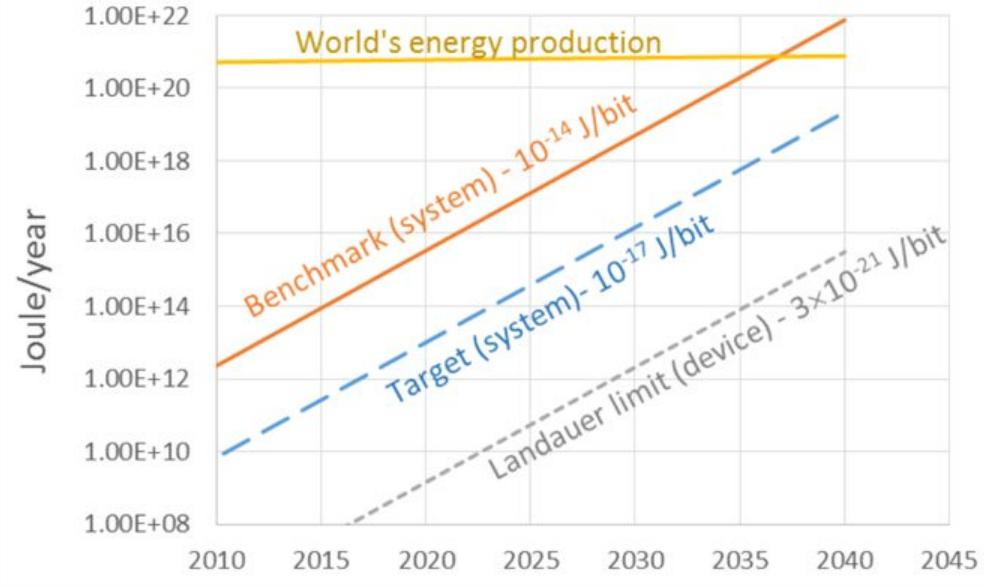 1.00E+22
World's energy production
1.00E+20
Benchmark (system) - 10⁻¹⁴ J/bit
1.00E+18
1.00E+16
Target (system)- 10⁻¹⁷ J/bit
1.00E+14
Landauer limit (device) - 3×10⁻²¹ J/bit
1.00E+12
1.00E+10
1.00E+08
Joule/year
2010 2015 2020 2025 2030 2035 2040 2045